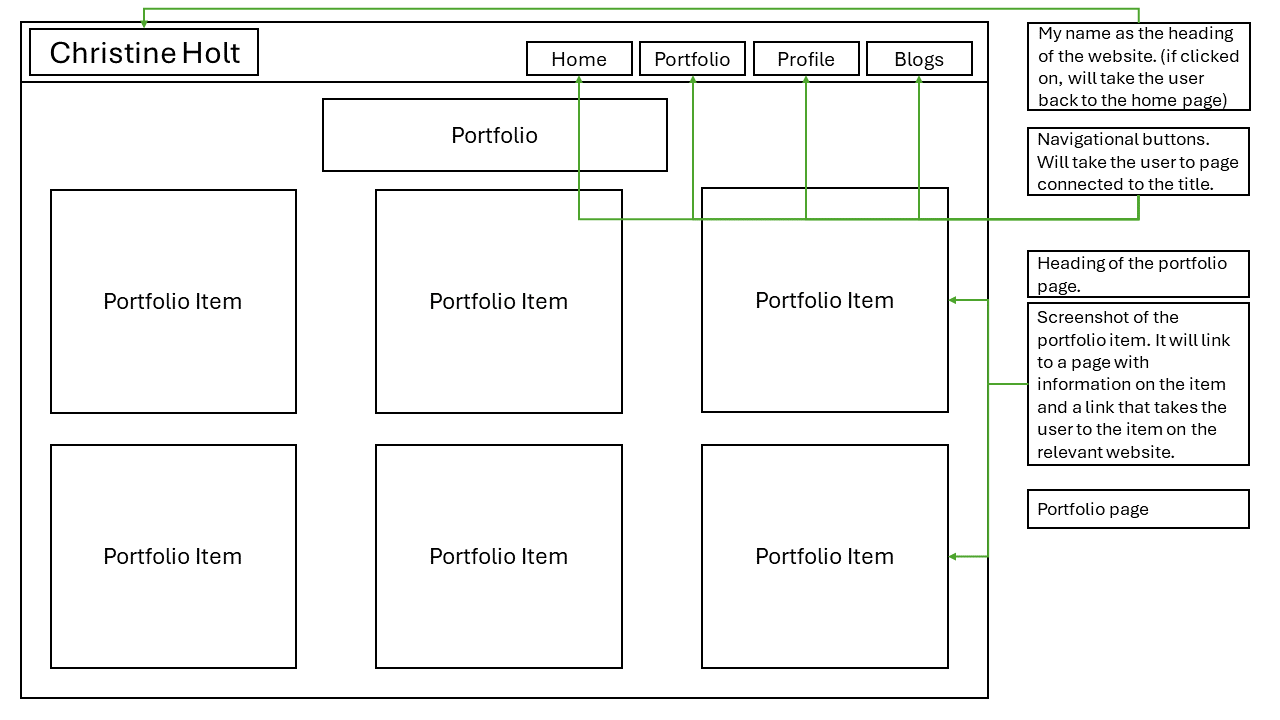 Christine Holt
Home
Portfolio
Profile
Blogs
Portfolio
Portfolio Item
Portfolio Item
Portfolio Item
Portfolio Item
Portfolio Item
Portfolio Item
My name as the heading
of the website. (if clicked
on, will take the user
back to the home page)
Navigational buttons.
Will take the user to page
connected to the title.
Heading of the portfolio
page.
Screenshot of the
portfolio item. It will link
to a page with
information on the item
and a link that takes the
user to the item on the
relevant website.
Portfolio page